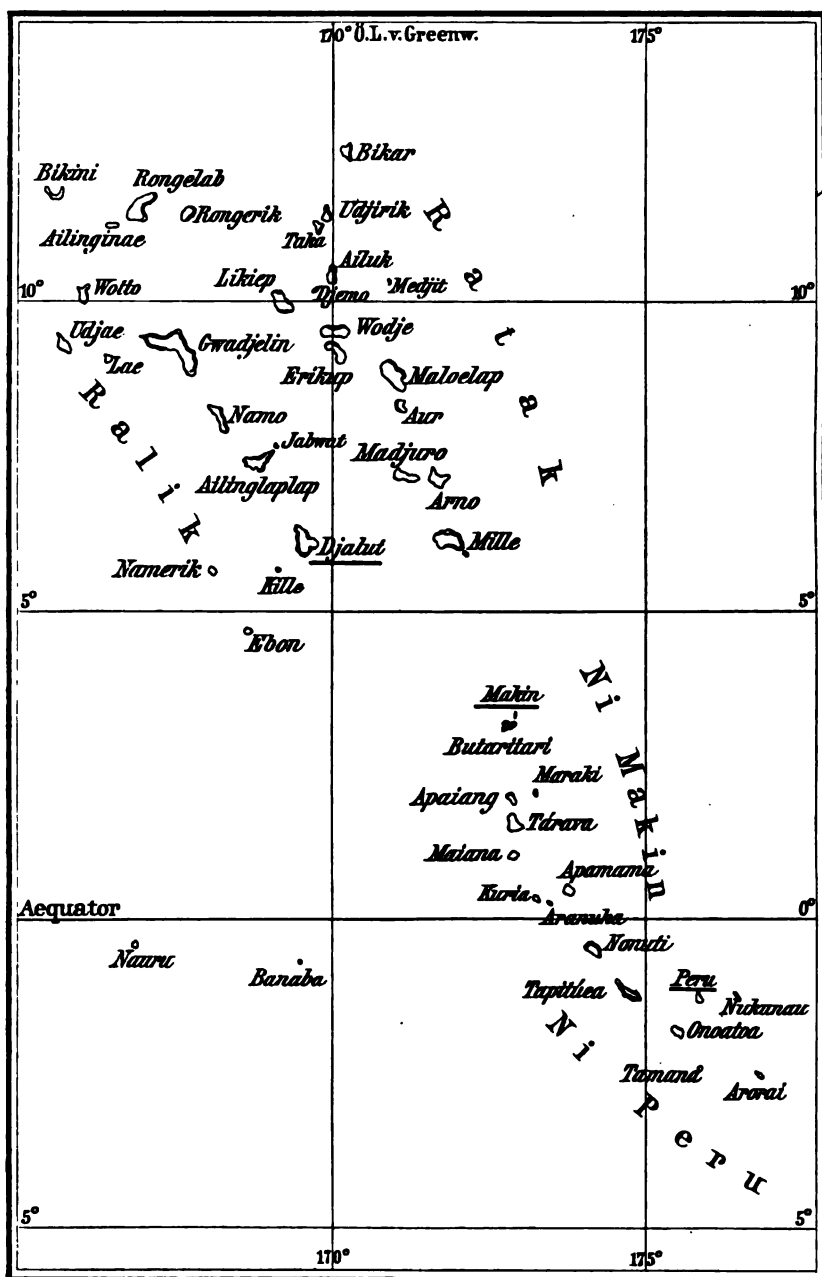 170° Ö.L.v.Greenw.
175°
Bikar
Bikini
Rongelab
Rongerik
Udjirik
Ailinginae
Taka
Ailuk
Likiep
Djemo
Medjit
Wotto
10°
10°
Udjae
Lae
Gwadjelin
Wodje
Erikup
Maloelap
Ratak
Namo
Aur
Jabwat
Madjuro
Ailinglaplap
Arno
Ralik
Djalut
Mille
Namerik
Kille
5°
5°
Ebon
Makin
Butaritari
Maraki
Apaiang
Tárava
Maiana
Apamama
Kuria
Aranuka
Ni Makin
Aequator
0°
Nauru
Banaba
Nonuti
Tapitúea
Peru
Nukunau
Onoatoa
Tamand
Arorai
Ni Peru
5°
5°
170°
175°